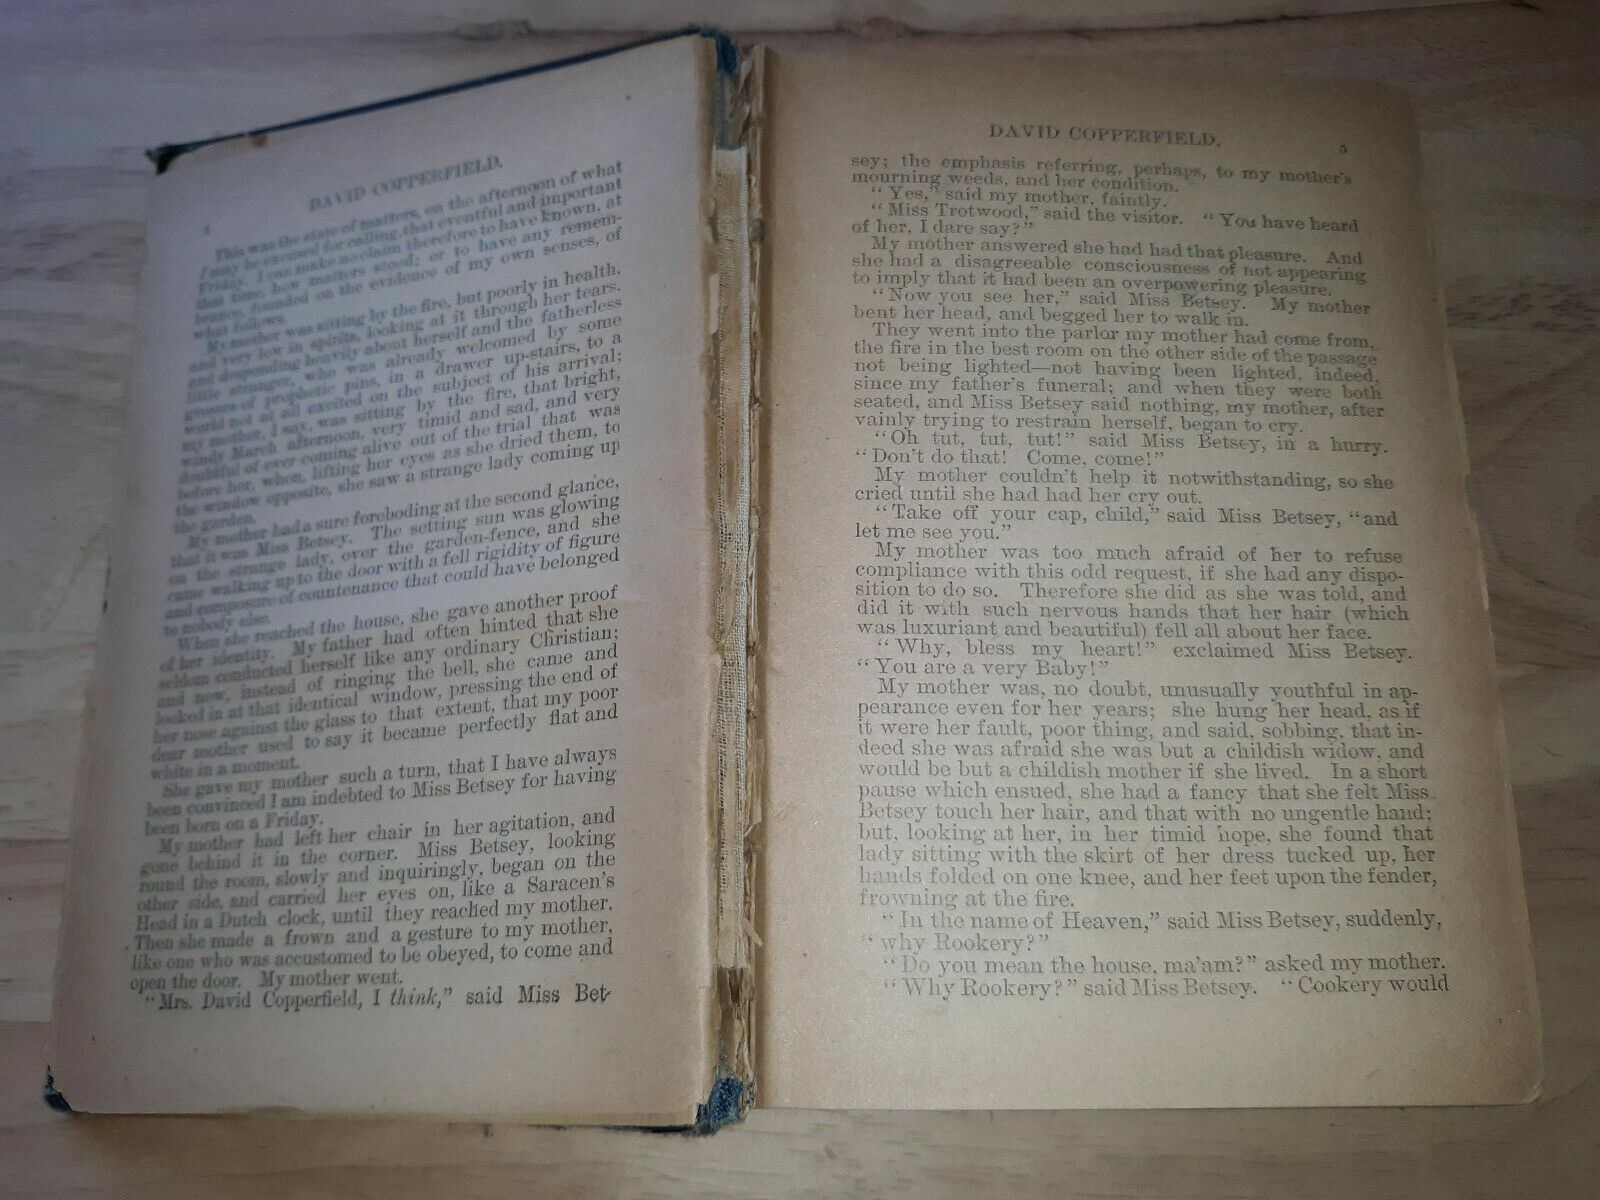 4
DAVID COPPERFIELD.
This was the state of matters, on the afternoon of what
I may be excused for calling, that eventful and important
Friday. I can make no claim therefore to have known, at
that time, how matters stood; or to have any remem-
brance, founded on the evidence of my own senses, of
what follows.
My mother was sitting by the fire, but poorly in health,
and very low in spirits, looking at it through her tears,
and desponding heavily about herself and the fatherless
little stranger, who was already welcomed by some
grosses of prophetic pins, in a drawer up-stairs, to a
world not at all excited on the subject of his arrival;
my mother, I say, was sitting by the fire, that bright,
windy March afternoon, very timid and sad, and very
doubtful of ever coming alive out of the trial that was
before her, when, lifting her eyes as she dried them, to
the window opposite, she saw a strange lady coming up
the garden.
My mother had a sure foreboding at the second glance,
that it was Miss Betsey. The setting sun was glowing
on the strange lady, over the garden-fence, and she
came walking up to the door with a fell rigidity of figure
and composure of countenance that could have belonged
to nobody else.
When she reached the house, she gave another proof
of her identity. My father had often hinted that she
seldom conducted herself like any ordinary Christian;
and now, instead of ringing the bell, she came and
looked in at that identical window, pressing the end of
her nose against the glass to that extent, that my poor
dear mother used to say it became perfectly flat and
white in a moment.
She gave my mother such a turn, that I have always
been convinced I am indebted to Miss Betsey for having
been born on a Friday.
My mother had left her chair in her agitation, and
gone behind it in the corner. Miss Betsey, looking
round the room, slowly and inquiringly, began on the
other side, and carried her eyes on, like a Saracen's
Head in a Dutch clock, until they reached my mother.
Then she made a frown and a gesture to my mother,
like one who was accustomed to be obeyed, to come and
open the door. My mother went.
"Mrs. David Copperfield, I think," said Miss Bet-
DAVID COPPERFIELD.
5
sey; the emphasis referring, perhaps, to my mother's
mourning weeds, and her condition.
"Yes," said my mother, faintly.
"Miss Trotwood," said the visitor. "You have heard
of her, I dare say?"
My mother answered she had had that pleasure. And
she had a disagreeable consciousness of not appearing
to imply that it had been an overpowering pleasure.
"Now you see her," said Miss Betsey. My mother
bent her head, and begged her to walk in.
They went into the parlor my mother had come from,
the fire in the best room on the other side of the passage
not being lighted—not having been lighted, indeed,
since my father's funeral; and when they were both
seated, and Miss Betsey said nothing, my mother, after
vainly trying to restrain herself, began to cry.
"Oh tut, tut, tut!" said Miss Betsey, in a hurry.
"Don't do that! Come, come!"
My mother couldn't help it notwithstanding, so she
cried until she had had her cry out.
"Take off your cap, child," said Miss Betsey, "and
let me see you."
My mother was too much afraid of her to refuse
compliance with this odd request, if she had any dispo-
sition to do so. Therefore she did as she was told, and
did it with such nervous hands that her hair (which
was luxuriant and beautiful) fell all about her face.
"Why, bless my heart!" exclaimed Miss Betsey.
"You are a very Baby!"
My mother was, no doubt, unusually youthful in ap-
pearance even for her years; she hung her head, as if
it were her fault, poor thing, and said, sobbing, that in-
deed she was afraid she was but a childish widow, and
would be but a childish mother if she lived. In a short
pause which ensued, she had a fancy that she felt Miss
Betsey touch her hair, and that with no ungentle hand;
but, looking at her, in her timid hope, she found that
lady sitting with the skirt of her dress tucked up, her
hands folded on one knee, and her feet upon the fender,
frowning at the fire.
"In the name of Heaven," said Miss Betsey, suddenly,
"why Rookery?"
"Do you mean the house, ma'am?" asked my mother.
"Why Rookery?" said Miss Betsey. "Cookery would